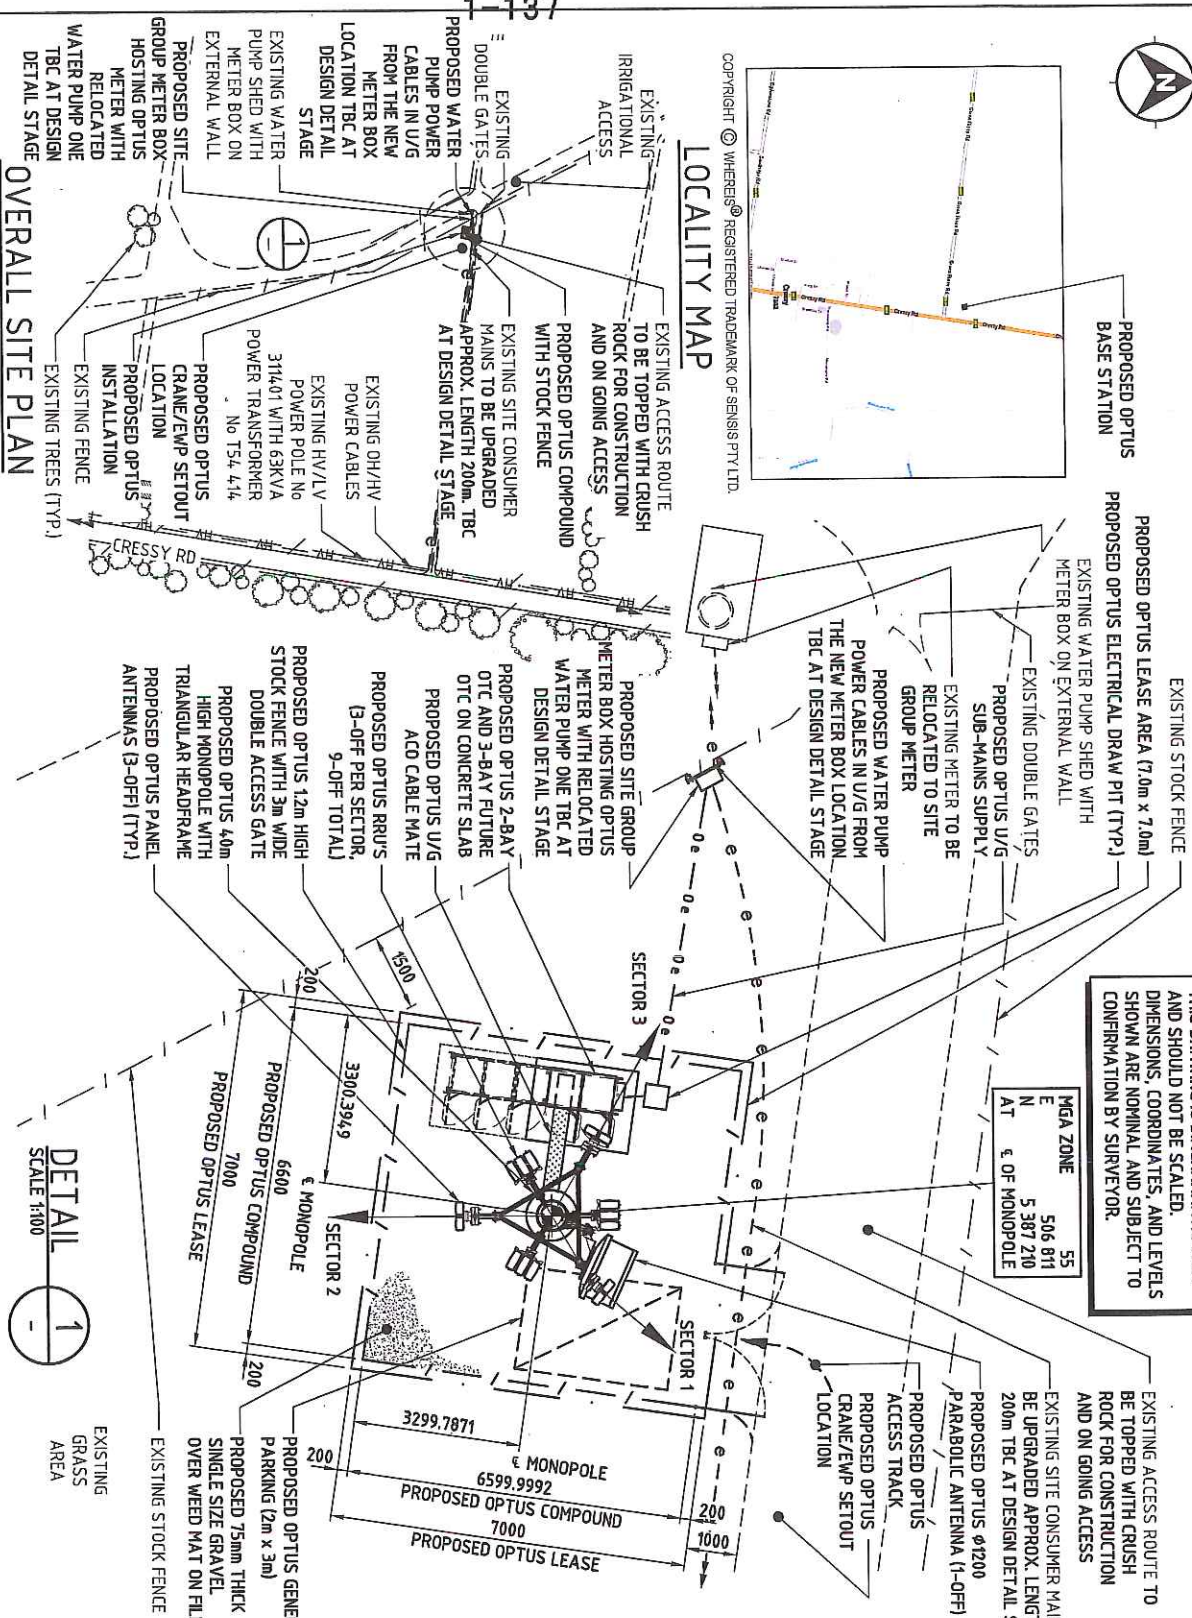 1-137
N
COPYRIGHT © WHEREIS® REGISTERED TRADEMARK OF SENSIS PTY LTD.
LOCALITY MAP
Cressy Rd
Cressy Rd
Cressy Rd
Cressy
PROPOSED OPTUS
BASE STATION
EXISTING
IRRIGATIONAL
ACCESS
EXISTING
DOUBLE GATES
PROPOSED WATER
PUMP POWER
CABLES IN U/G
FROM THE NEW
METER BOX
LOCATION TBC AT
DESIGN DETAIL
STAGE
EXISTING WATER
PUMP SHED WITH
METER BOX ON
EXTERNAL WALL
PROPOSED SITE
GROUP METER BOX
HOSTING OPTUS
METER WITH
RELOCATED
WATER PUMP ONE
TBC AT DESIGN
DETAIL STAGE
1
-
EXISTING ACCESS ROUTE
TO BE TOPPED WITH CRUSH
ROCK FOR CONSTRUCTION
AND ON GOING ACCESS
PROPOSED OPTUS COMPOUND
WITH STOCK FENCE
EXISTING SITE CONSUMER
MAINS TO BE UPGRADED
APPROX. LENGTH 200m. TBC
AT DESIGN DETAIL STAGE
EXISTING OH/HV
POWER CABLES
EXISTING HV/LV
POWER POLE No
311401 WITH 63KVA
POWER TRANSFORMER
No T54 414
PROPOSED OPTUS
CRANE/EWP SETOUT
LOCATION
PROPOSED OPTUS
INSTALLATION
EXISTING FENCE
EXISTING TREES (TYP.)
CRESSY RD
OVERALL SITE PLAN
EXISTING STOCK FENCE
PROPOSED OPTUS LEASE AREA (7.0m x 7.0m)
PROPOSED OPTUS ELECTRICAL DRAW PIT (TYP.)
EXISTING WATER PUMP SHED WITH
METER BOX ON EXTERNAL WALL
EXISTING DOUBLE GATES
PROPOSED OPTUS U/G
SUB-MAINS SUPPLY
EXISTING METER TO BE
RELOCATED TO SITE
GROUP METER
PROPOSED WATER PUMP
POWER CABLES IN U/G FROM
THE NEW METER BOX LOCATION
TBC AT DESIGN DETAIL STAGE
PROPOSED SITE GROUP
METER BOX HOSTING OPTUS
METER WITH RELOCATED
WATER PUMP ONE TBC AT
DESIGN DETAIL STAGE
PROPOSED OPTUS 2-BAY
OTC AND 3-BAY FUTURE
OTC ON CONCRETE SLAB
PROPOSED OPTUS U/G
ACO CABLE MATE
PROPOSED OPTUS RRU'S
(3-OFF PER SECTOR,
9-OFF TOTAL)
PROPOSED OPTUS 1.2m HIGH
STOCK FENCE WITH 3m WIDE
DOUBLE ACCESS GATE
PROPOSED OPTUS 40m
HIGH MONOPOLE WITH
TRIANGULAR HEADFRAME
PROPOSED OPTUS PANEL
ANTENNAS (3-OFF) (TYP.)
AND SHOULD NOT BE SCALED.
DIMENSIONS, COORDINATES, AND LEVELS
SHOWN ARE NOMINAL AND SUBJECT TO
CONFIRMATION BY SURVEYOR.
MGA ZONE 55
E 506 811
N 5 387 210
AT ℄ OF MONOPOLE
SECTOR 3
SECTOR 1
SECTOR 2
1500
200
3300.3949
℄ MONOPOLE
6600
PROPOSED OPTUS COMPOUND
7000
PROPOSED OPTUS LEASE
200
3299.7871
℄ MONOPOLE
200
6599.9992
PROPOSED OPTUS COMPOUND
200
7000
PROPOSED OPTUS LEASE
1000
EXISTING ACCESS ROUTE TO
BE TOPPED WITH CRUSH
ROCK FOR CONSTRUCTION
AND ON GOING ACCESS
EXISTING SITE CONSUMER
BE UPGRADED APPROX.
200m TBC AT DESIGN DETAIL
PROPOSED OPTUS Ø1200
PARABOLIC ANTENNA (1-OFF)
PROPOSED OPTUS
ACCESS TRACK
PROPOSED OPTUS
CRANE/EWP SETOUT
LOCATION
PROPOSED OPTUS
PARKING (2m x 3m)
PROPOSED 75mm THICK
SINGLE SIZE GRAVEL
OVER WEED MAT ON
EXISTING STOCK FENCE
EXISTING
GRASS
AREA
DETAIL
SCALE 1:100
1
-